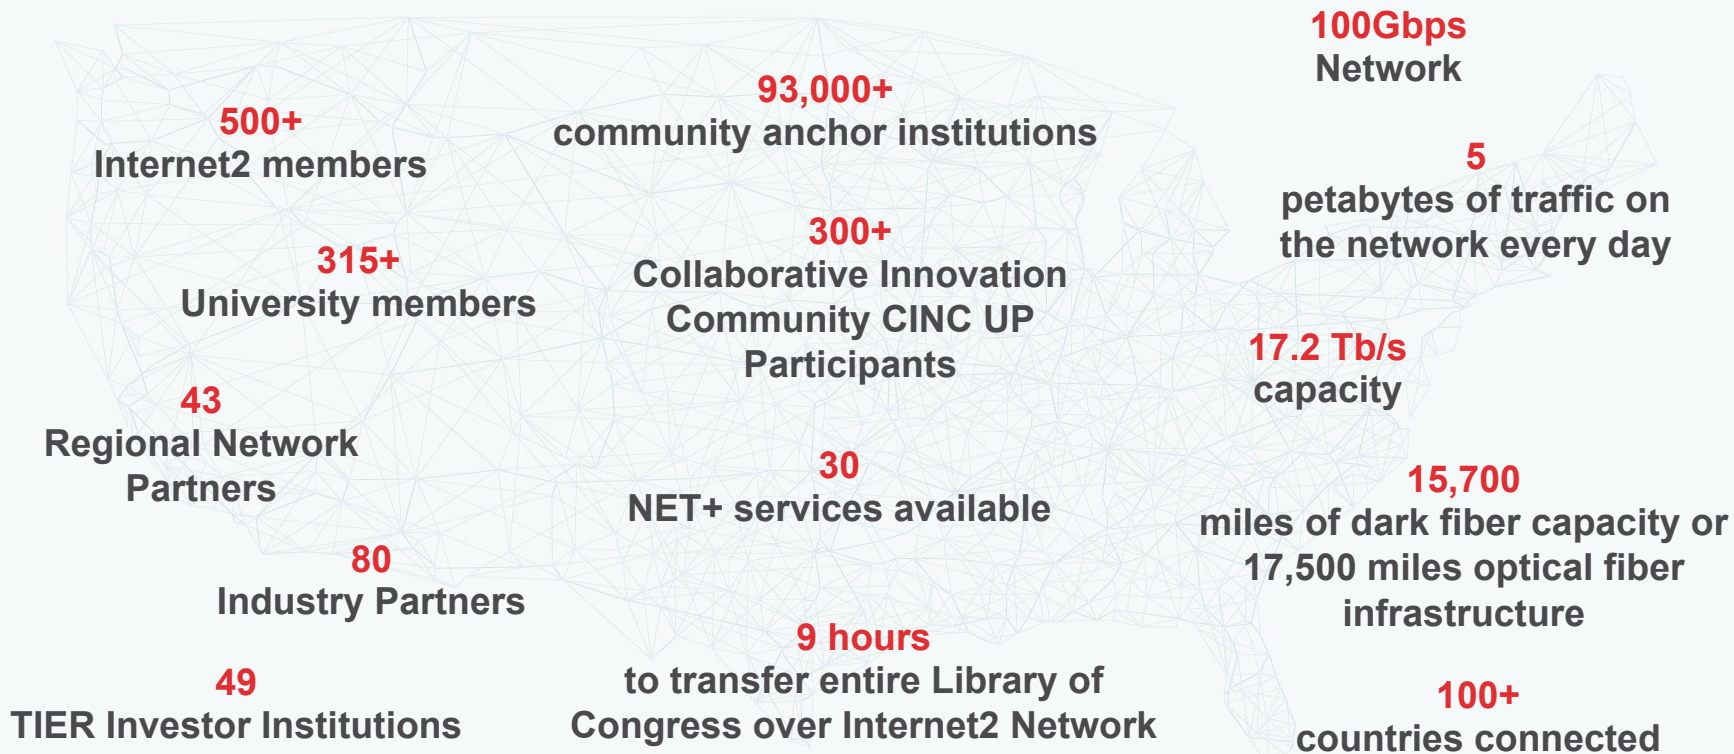 500+
Internet2 members
315+
University members
43
Regional Network
Partners
80
Industry Partners
49
TIER Investor Institutions
93,000+
community anchor institutions
300+
Collaborative Innovation
Community CINC UP
Participants
30
NET+ services available
9 hours
to transfer entire Library of
Congress over Internet2 Network
100Gbps
Network
5
petabytes of traffic on
the network every day
17.2 Tb/s
capacity
15,700
miles of dark fiber capacity or
17,500 miles optical fiber
infrastructure
100+
countries connected